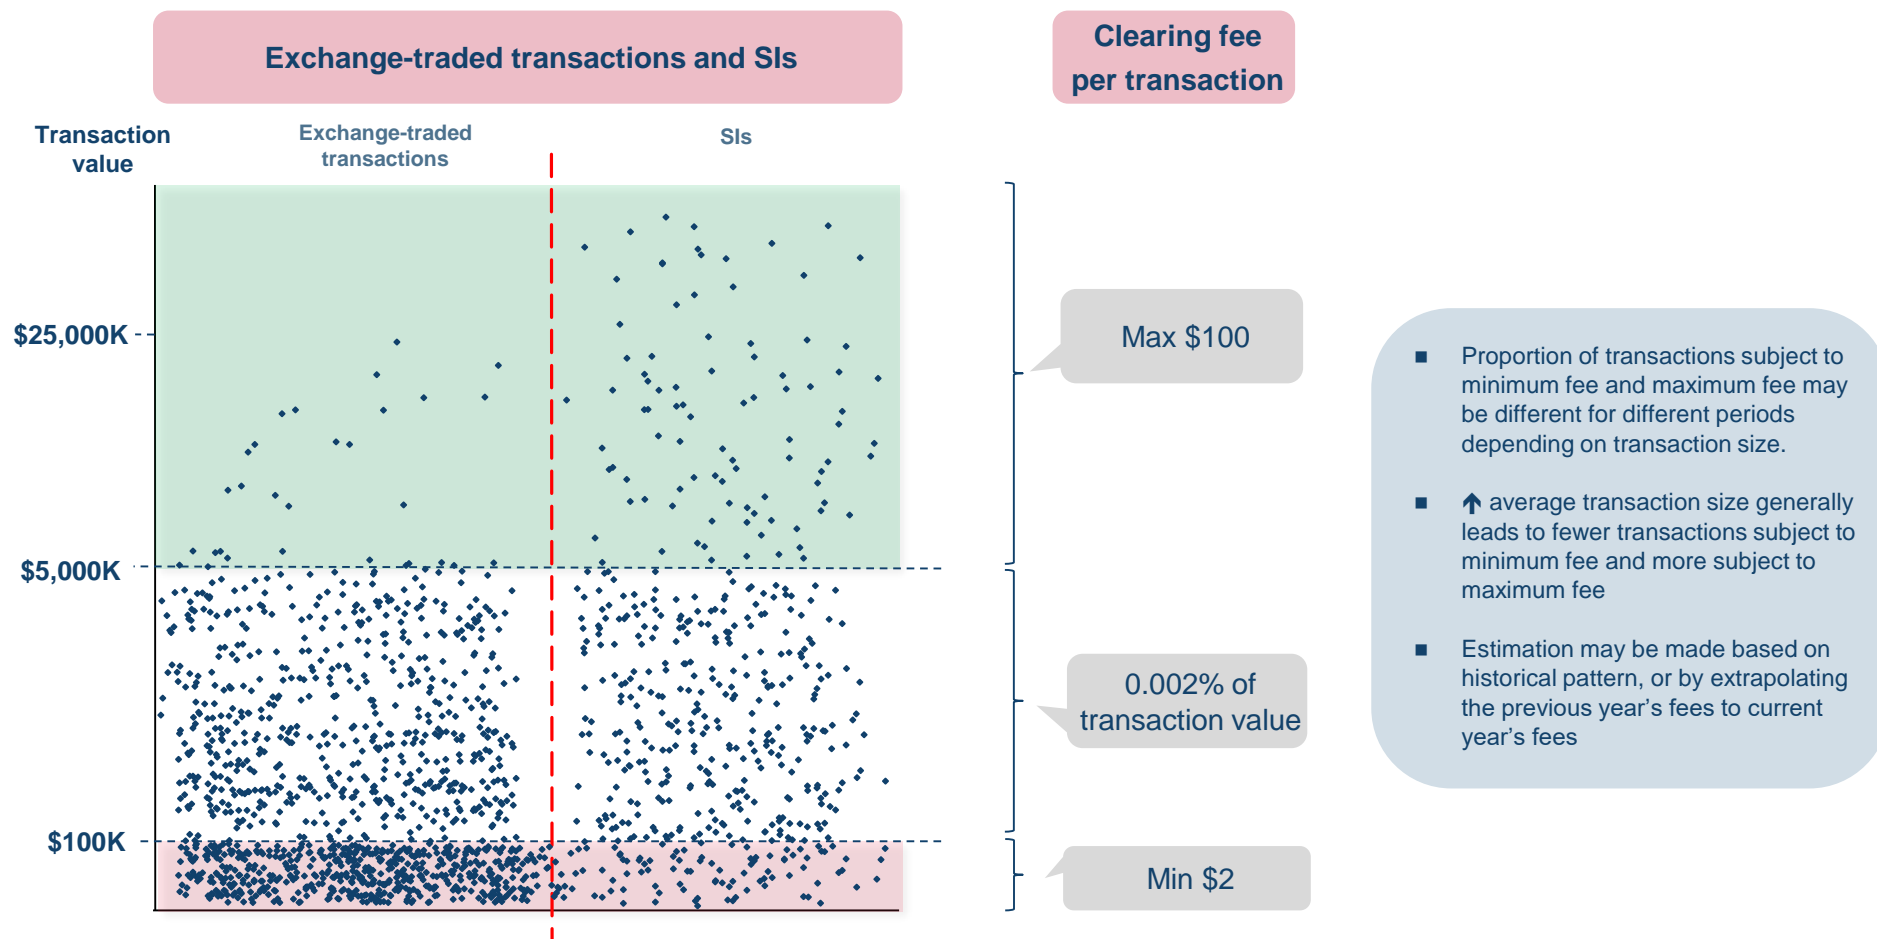 Exchange-traded transactions and SIs
Clearing fee
per transaction
Transaction
value
Exchange-traded
transactions
SIs
$25,000K
$5,000K
$100K
Max $100
0.002% of
transaction value
Min $2
■ Proportion of transactions subject to
minimum fee and maximum fee may
be different for different periods
depending on transaction size.
■ 🡹 average transaction size generally
leads to fewer transactions subject to
minimum fee and more subject to
maximum fee
■ Estimation may be made based on
historical pattern, or by extrapolating
the previous year’s fees to current
year’s fees